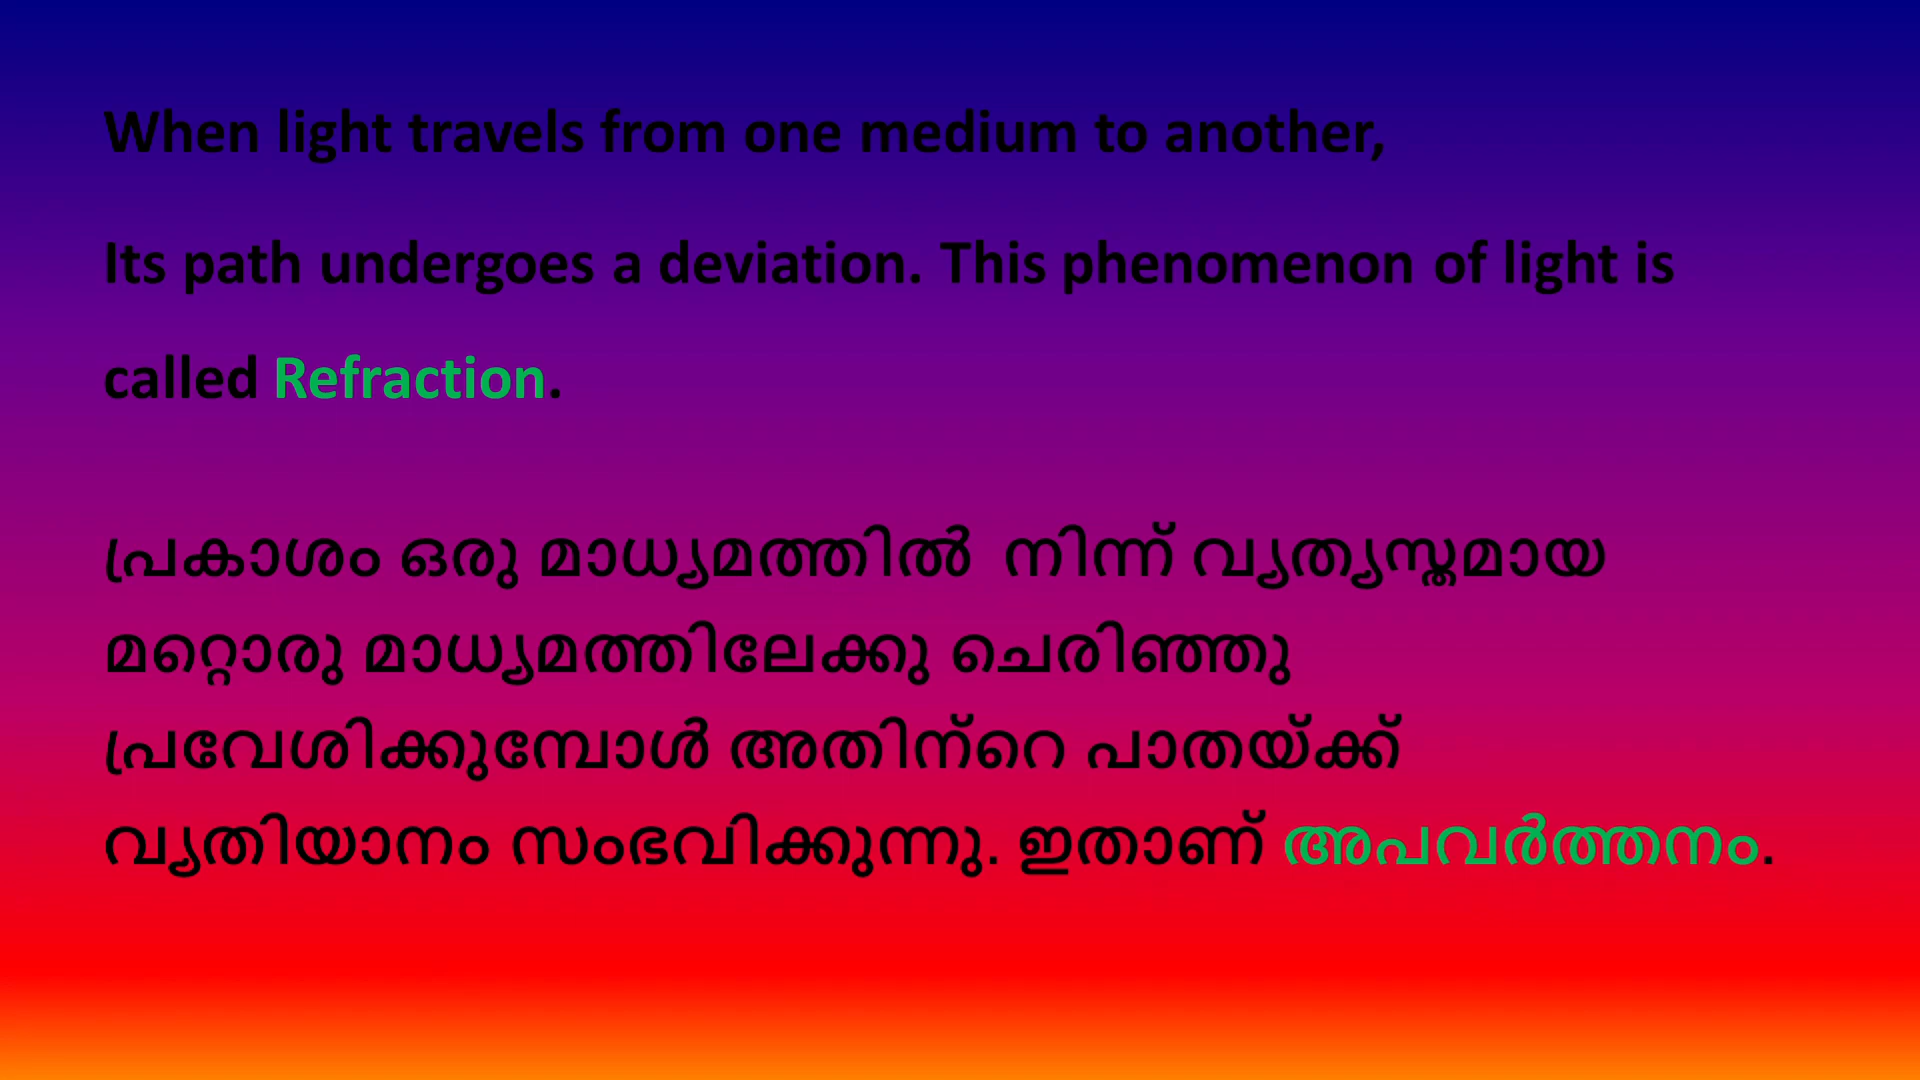 When light travels from one medium to another,
Its path undergoes a deviation. This phenomenon of light is
called Refraction.
പ്രകാശം ഒരു മാധ്യമത്തിൽ നിന്ന് വ്യത്യസ്തമായ
മറ്റൊരു മാധ്യമത്തിലേക്കു ചെരിഞ്ഞു
പ്രവേശിക്കുമ്പോൾ അതിന്റെ പാതയ്ക്ക്
വ്യതിയാനം സംഭവിക്കുന്നു. ഇതാണ് അപവർത്തനം.